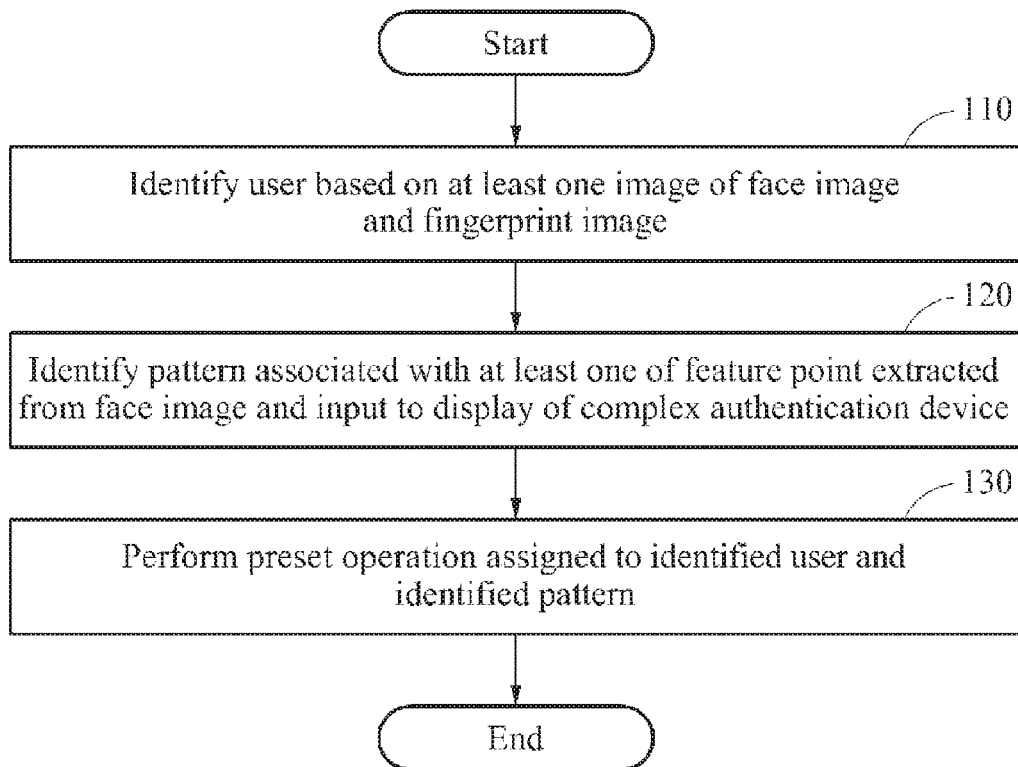 Start
110
Identify user based on at least one image of face image
and fingerprint image
120
Identify pattern associated with at least one of feature point extracted
from face image and input to display of complex authentication device
130
Perform preset operation assigned to identified user and
identified pattern
End